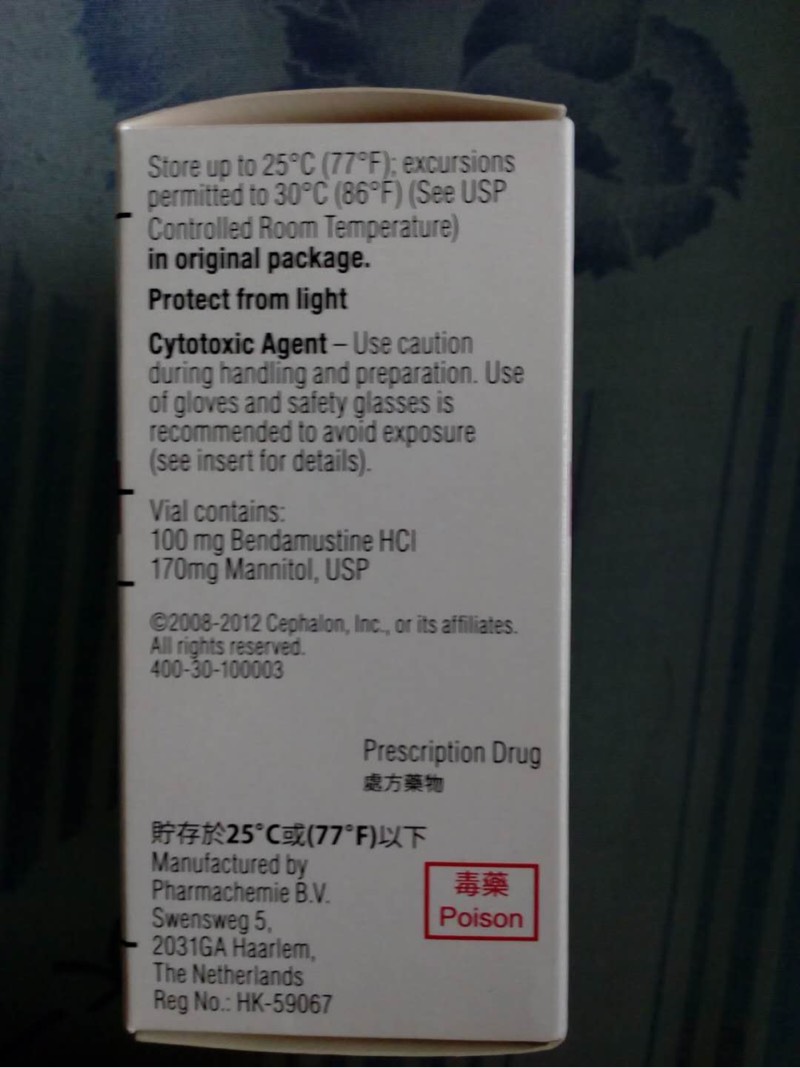 Store up to 25°C (77°F); excursions
permitted to 30°C (86°F) (See USP
Controlled Room Temperature)
in original package.
Protect from light
Cytotoxic Agent – Use caution
during handling and preparation. Use
of gloves and safety glasses is
recommended to avoid exposure
(see insert for details).
Vial contains:
100 mg Bendamustine HCl
170mg Mannitol, USP
©2008-2012 Cephalon, Inc., or its affiliates.
All rights reserved.
400-30-100003
Prescription Drug
處方藥物
貯存於25°C或(77°F)以下
Manufactured by
Pharmachemie B.V.
Swensweg 5,
2031GA Haarlem,
The Netherlands
Reg No.: HK-59067
毒藥
Poison